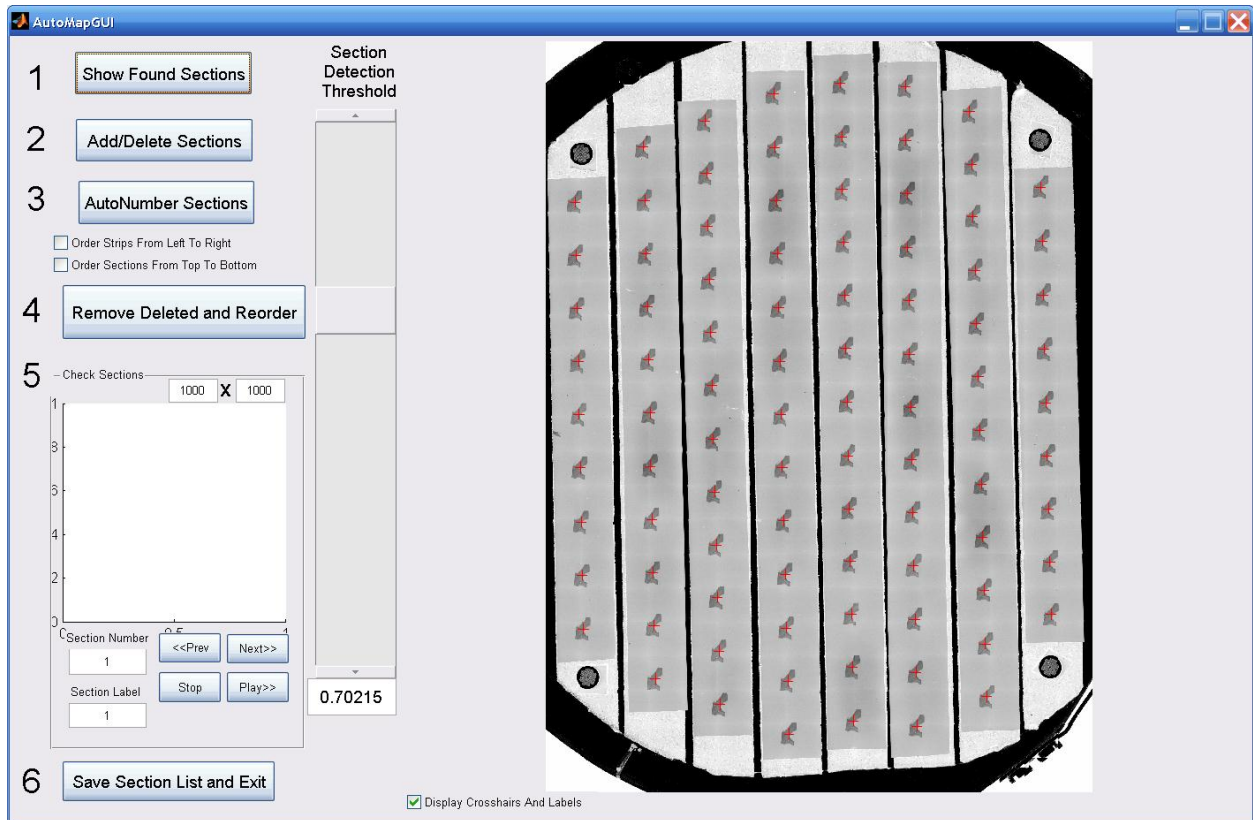 AutoMapGUI
1 Show Found Sections
Section
Detection
Threshold
2 Add/Delete Sections
3 AutoNumber Sections
Order Strips From Left To Right
Order Sections From Top To Bottom
4 Remove Deleted and Reorder
5 Check Sections
1000 X 1000
1
8
6
4
2
0
0 0.5 1
Section Number
1
<<Prev Next>>
Section Label
1
Stop Play>>
0.70215
6 Save Section List and Exit
Display Crosshairs And Labels